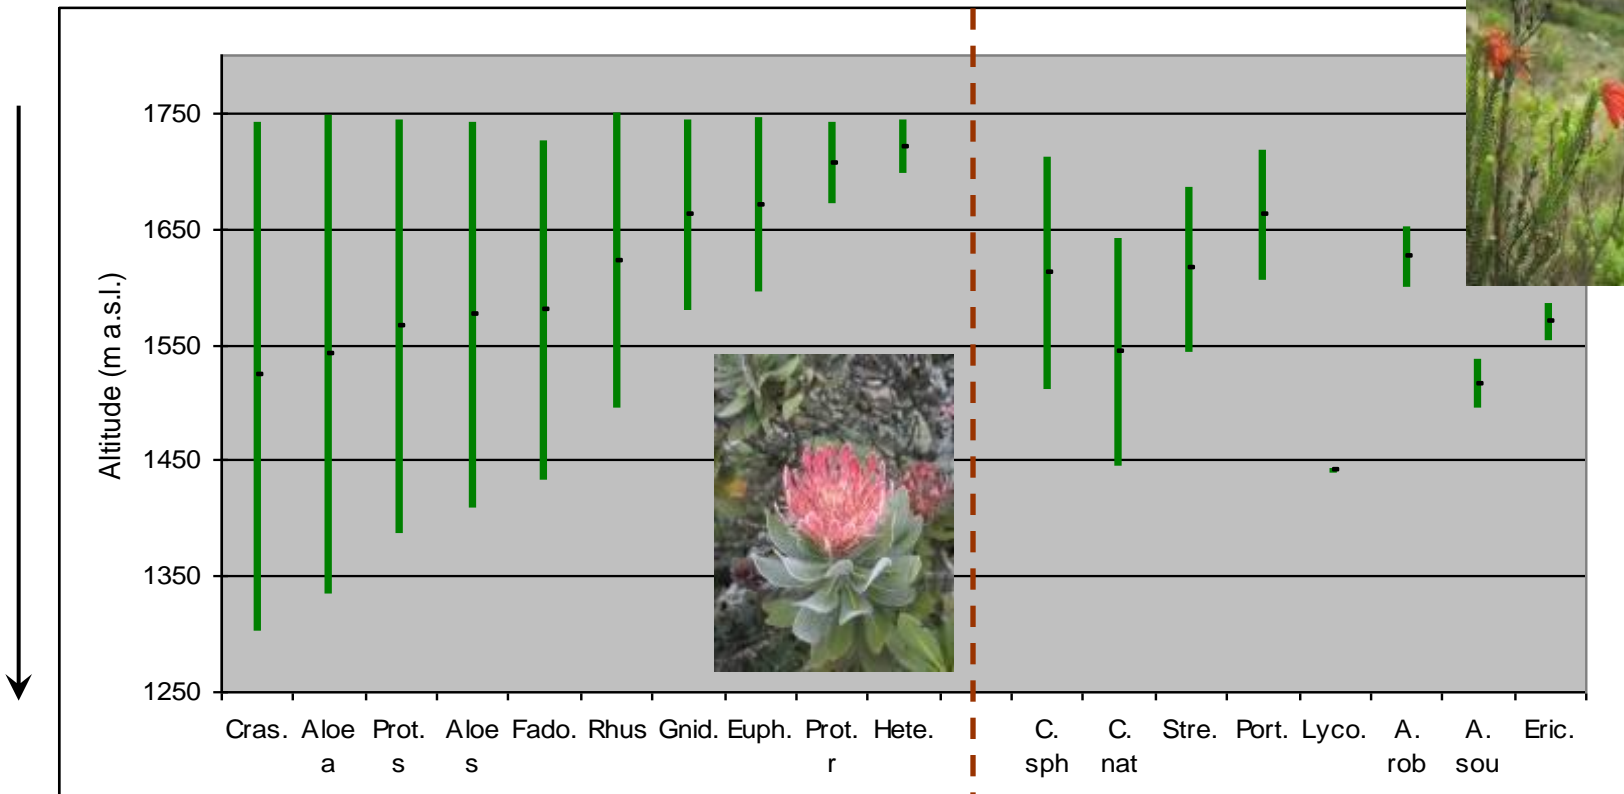 1750
1650
1550
1450
1350
1250
Altitude (m a.s.l.)
Cras. Aloe Prot. Aloe Fado. Rhus Gnid. Euph. Prot. Hete. C. C. Stre. Port. Lyco. A. A. Eric.
a s s r sph nat rob sou